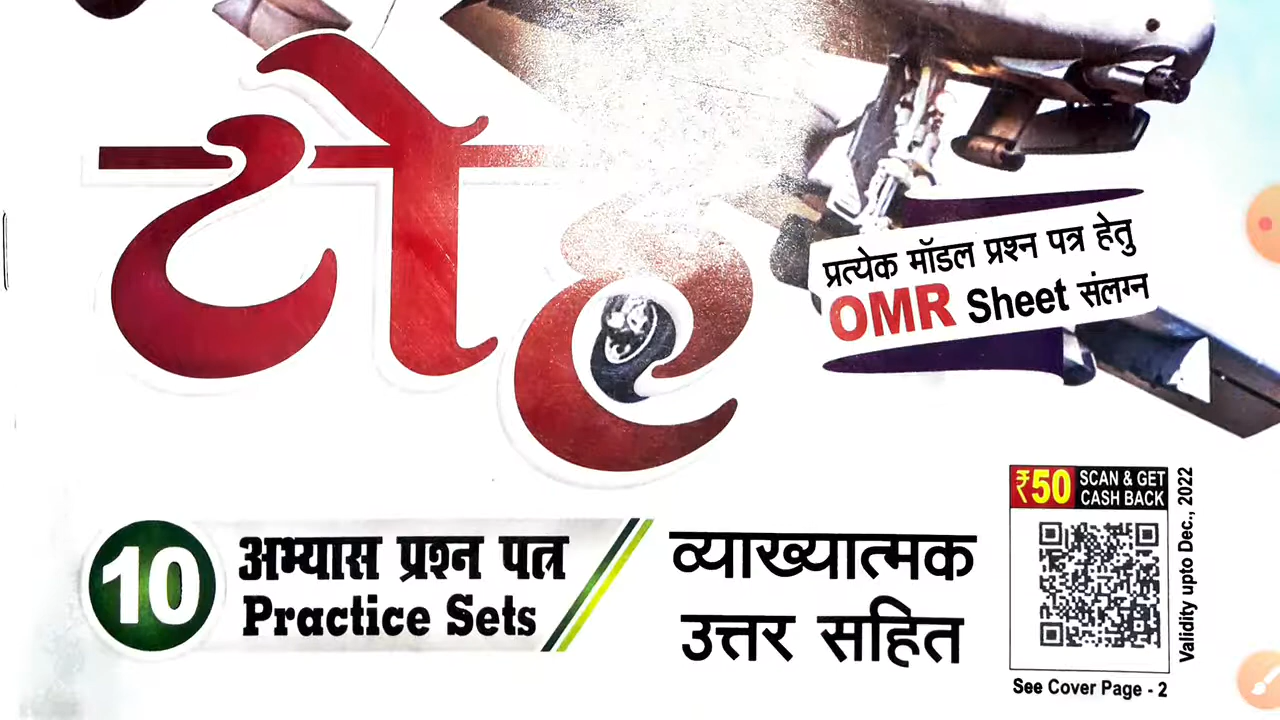 टोह
प्रत्येक मॉडल प्रश्न पत्र हेतु
OMR Sheet संलग्न
10
अभ्यास प्रश्न पत्र
Practice Sets
व्याख्यात्मक
उत्तर सहित
₹50 SCAN & GET
CASH BACK
Validity upto Dec., 2022
See Cover Page - 2